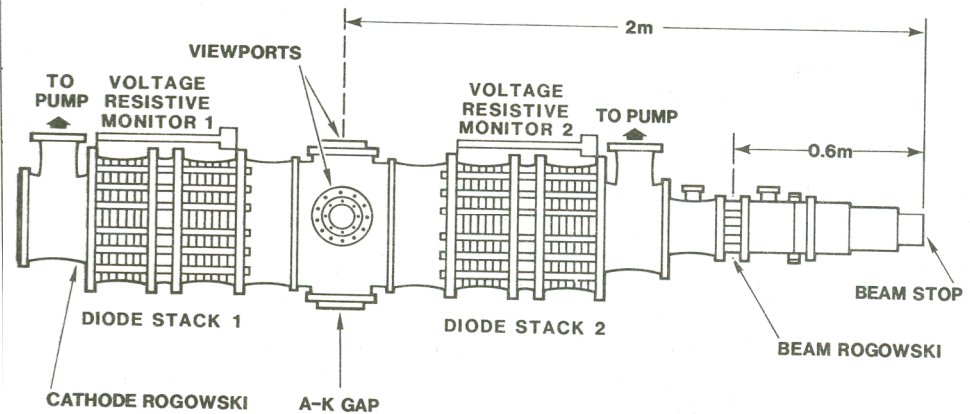 2m
VIEWPORTS
TO
PUMP
VOLTAGE
RESISTIVE
MONITOR 1
VOLTAGE
RESISTIVE
MONITOR 2
TO PUMP
0.6m
BEAM STOP
DIODE STACK 1
DIODE STACK 2
BEAM ROGOWSKI
CATHODE ROGOWSKI
A-K GAP